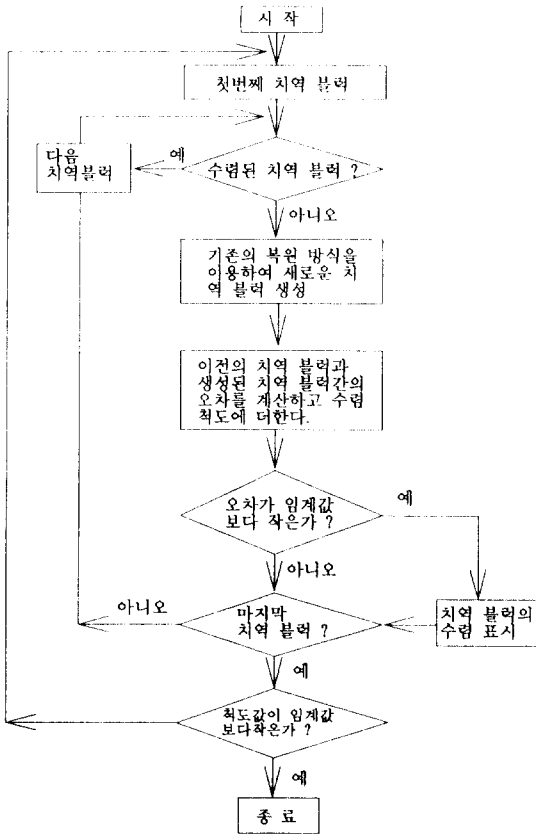 시 작
첫번째 치역 블럭
다음
치역블럭
예
수렴된 치역 블럭 ?
아니오
기존의 복원 방식을
이용하여 새로운 치
역 블럭 생성
이전의 치역 블럭과
생성된 치역 블럭간의
오차를 계산하고 수렴
척도에 더한다.
오차가 임계값
보다 작은가 ?
예
아니오
아니오
마지막
치역 블럭 ?
치역 블럭의
수렴 표시
예
척도값이 임계값
보다작은가 ?
예
종 료